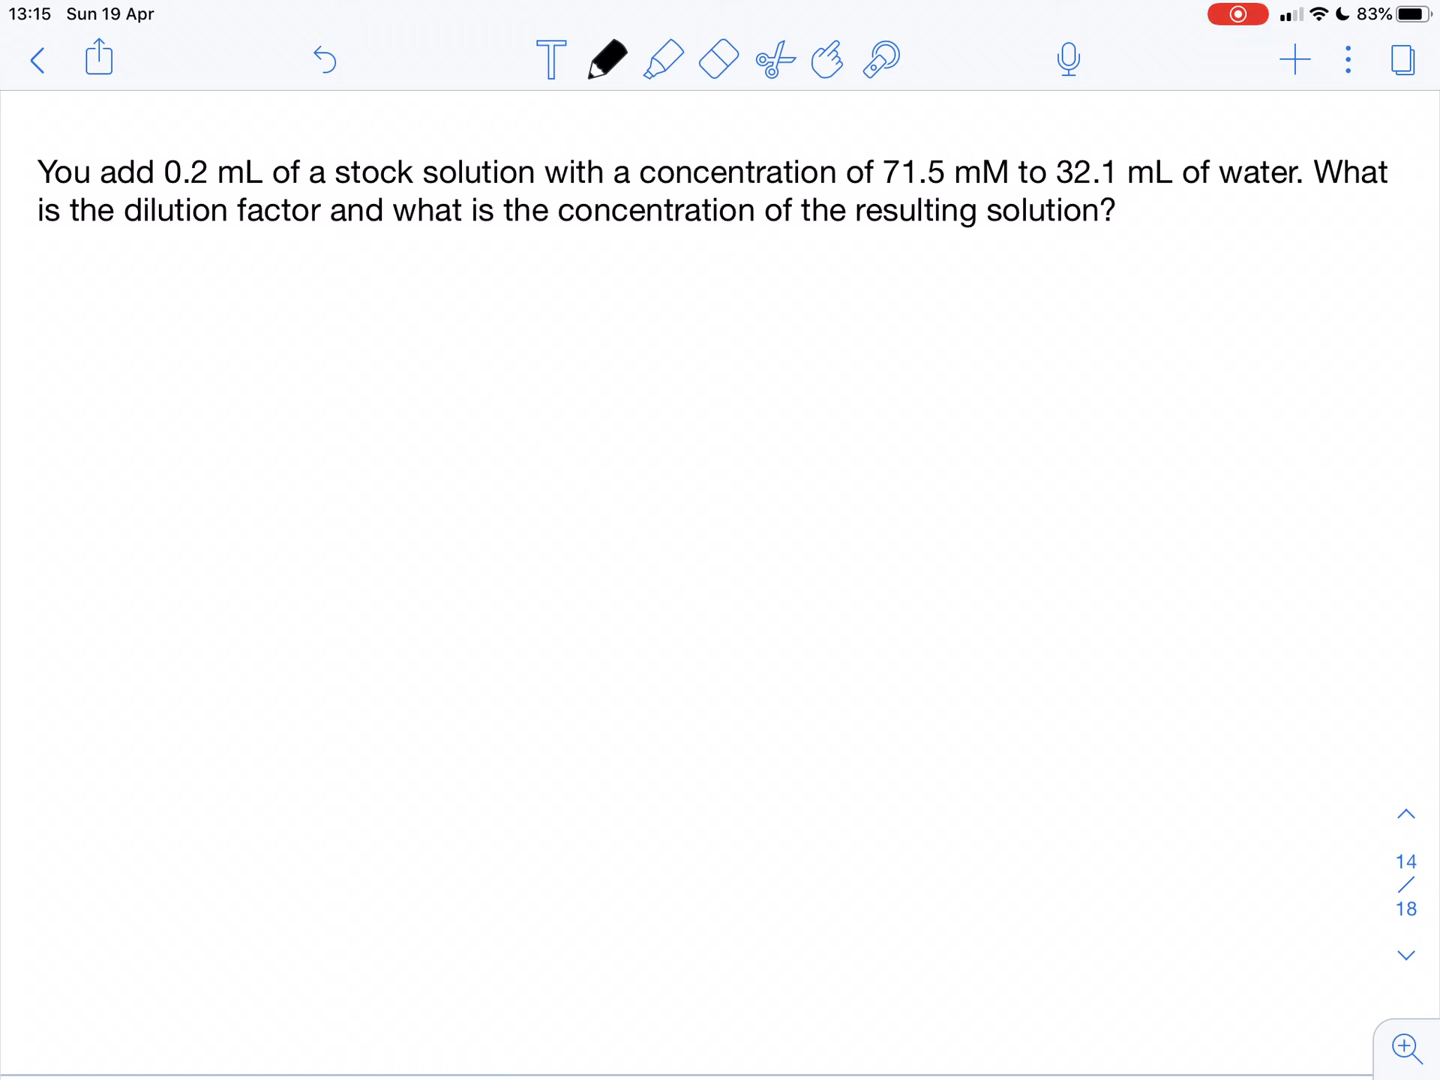 13:15 Sun 19 Apr
83%
You add 0.2 mL of a stock solution with a concentration of 71.5 mM to 32.1 mL of water. What
is the dilution factor and what is the concentration of the resulting solution?
14
/
18